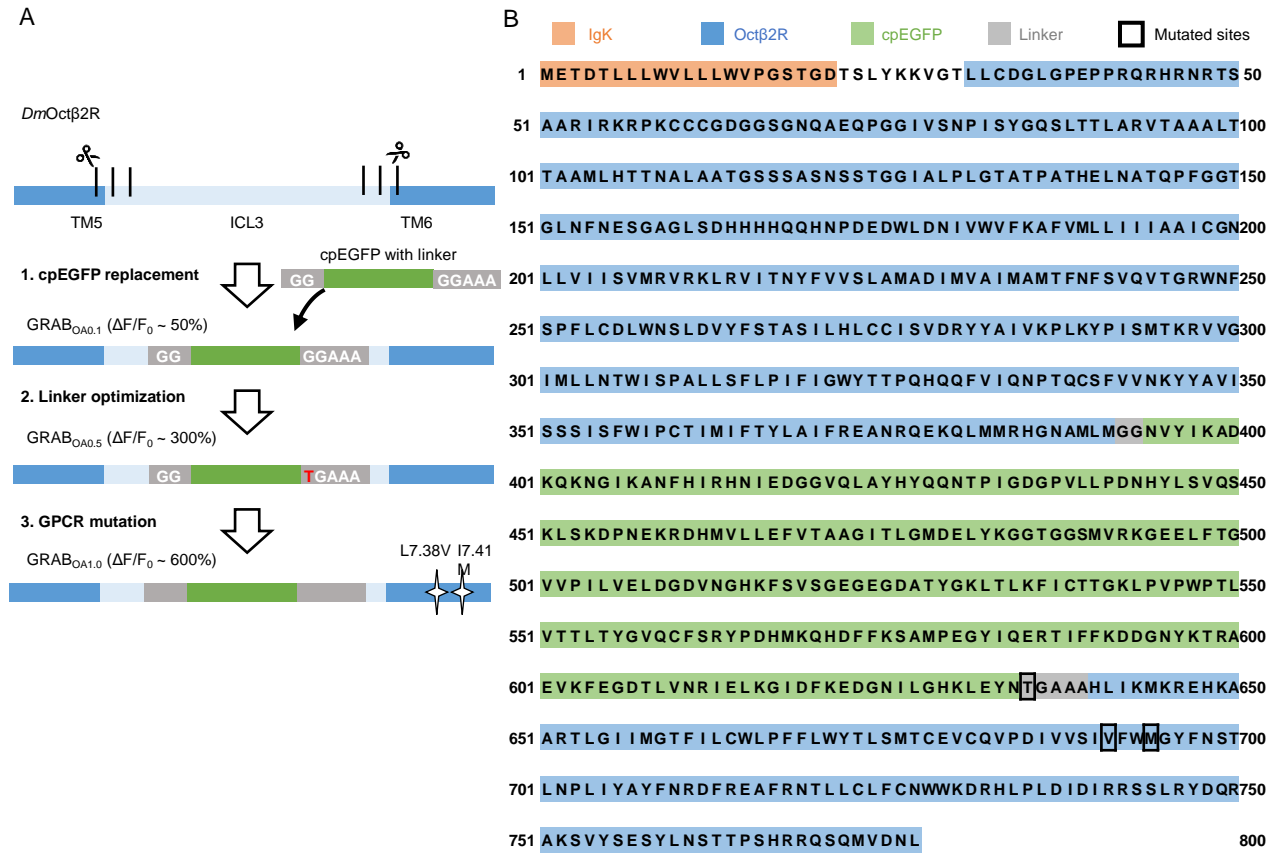 A
DmOctβ2R
TM5 ICL3 TM6
cpEGFP with linker
1. cpEGFP replacement
GG GGAAA
GRABOA0.1 (ΔF/F0 ~ 50%)
GG GGAAA
2. Linker optimization
GRABOA0.5 (ΔF/F0 ~ 300%)
GG TGAAA
3. GPCR mutation
L7.38V I7.41
M
GRABOA1.0 (ΔF/F0 ~ 600%)
B
IgK Octβ2R cpEGFP Linker Mutated sites
1 METDTLLLWVLLLWVPGSTGDTSLYKKVGTLLCDGLGPEPPRQRHRNRTS 50
51 AARIRKRPKCCCGDGGSGNQAEQPGGIVSNPISYGQSLTTLARVTAAALT 100
101 TAAMLHTTNALAATGSSSASNSSTGGIALPLGTATPATHELNATQPFGGT 150
151 GLNFNESGAGLSDHHHHQQHNPDEDWLDNIVWVFKAFVMLLIIIAAICGN 200
201 LLVIISVMRVRKLRVITNYFVVSLAMADIMVAIMAMTFNFSVQVTGRWNF 250
251 SPFLCDLWNSLDVYFSTASILHLCCISVDRYYAIVKPLKYPISMTKRVVG 300
301 IMLLNTWISPALLSFLPIFIGWYTTPQHQQFVIQNPTQCSFVVNKYYAVI 350
351 SSSISFWIPCTIMIFTYLAIFREANRQEKQLMMRHGNAMLMGGNVYIKAD 400
401 KQKNGIKANFHIRHNIEDGGVQLAYHYQQNTPIGDGPVLLPDNHYLSVQS 450
451 KLSKDPNEKRDHMVLLEFVTAAGITLGMDELYKGGTGGSMVRKGEELFTG 500
501 VVPILVELDGDVNGHKFSVSGEGEGDATYGKLTLKFICTTGKLPVPWPTL 550
551 VTTLTYGVQCFSRYPDHMKQHDFFKSAMPEGYIQERTIFFKDDGNYKTRA 600
601 EVKFEGDTLVNRIELKGIDFKEDGNILGHKLEYNTGAAAHLIKMKREHKA 650
651 ARTLGIIMGTFILCWLPFFLWYTLSMTCEVCQVPDIVVSIVFWMGYFNST 700
701 LNPLIYAYFNRDFREAFRNTLLCLFCNWWKDRHLPLDIDIRRSSLRYDQR 750
751 AKSVYSESYLNSTTPSHRRQSQMVDNL 800